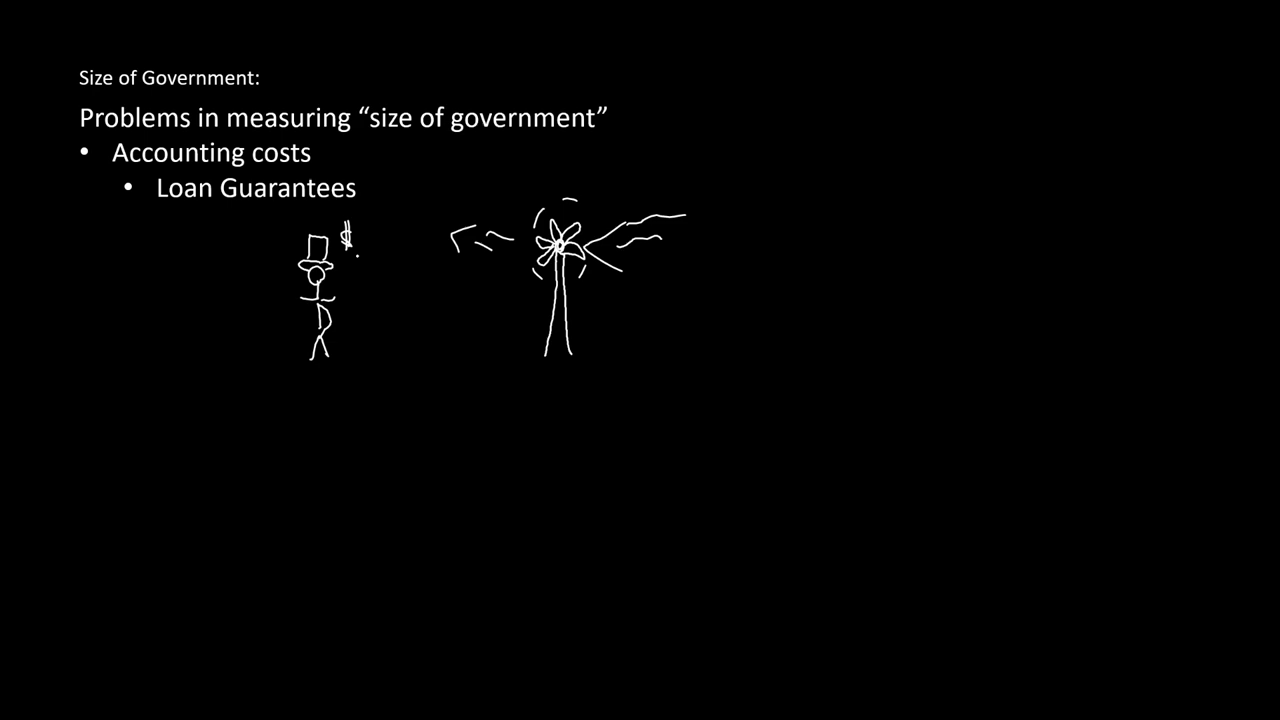 Size of Government:
Problems in measuring “size of government”
• Accounting costs
• Loan Guarantees
$